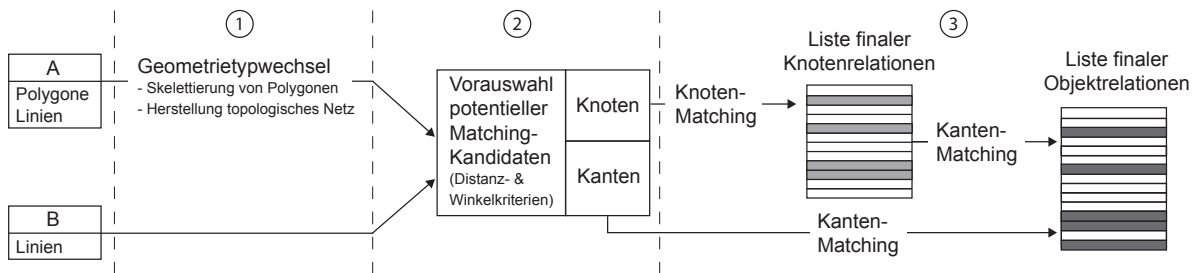 1
2
3
A
Polygone
Linien
B
Linien
Geometrietypwechsel
- Skelettierung von Polygonen
- Herstellung topologisches Netz
Vorauswahl
potentieller
Matching-
Kandidaten
(Distanz- &
Winkelkriterien)
Knoten
Kanten
Knoten-
Matching
Liste finaler
Knotenrelationen
Kanten-
Matching
Kanten-
Matching
Liste finaler
Objektrelationen